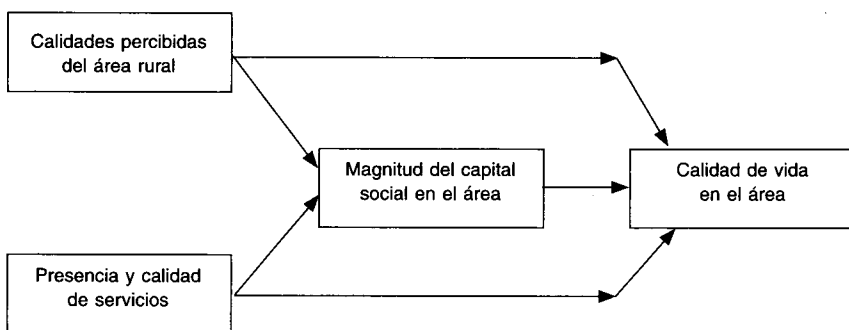 Calidades percibidas
del área rural
Magnitud del capital
social en el área
Calidad de vida
en el área
Presencia y calidad
de servicios